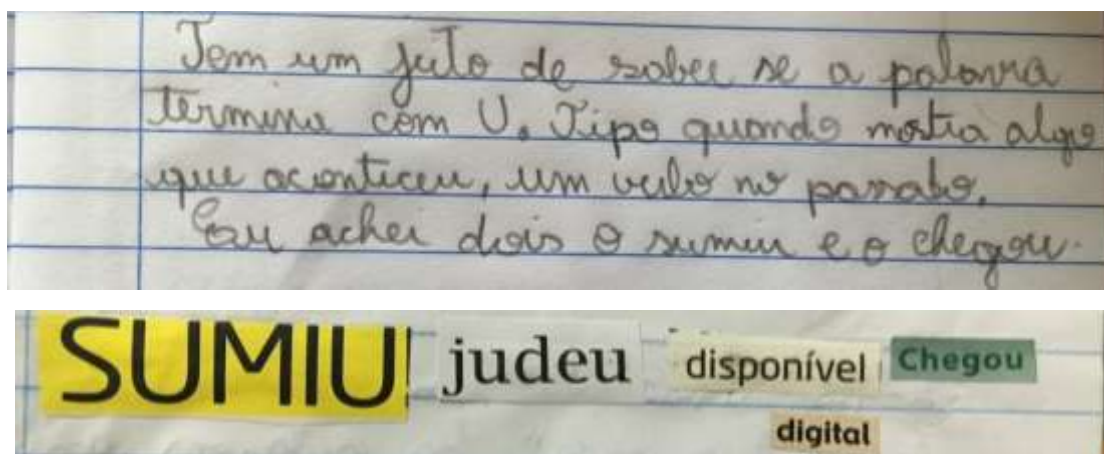 Tem um jeito de saber se a palavra
termina com U. Tipo quando mostra algo
que aconteceu, um verbo no passado.
Eu achei dois o sumiu e o chegou.
SUMIU! judeu disponível Chegou
digital